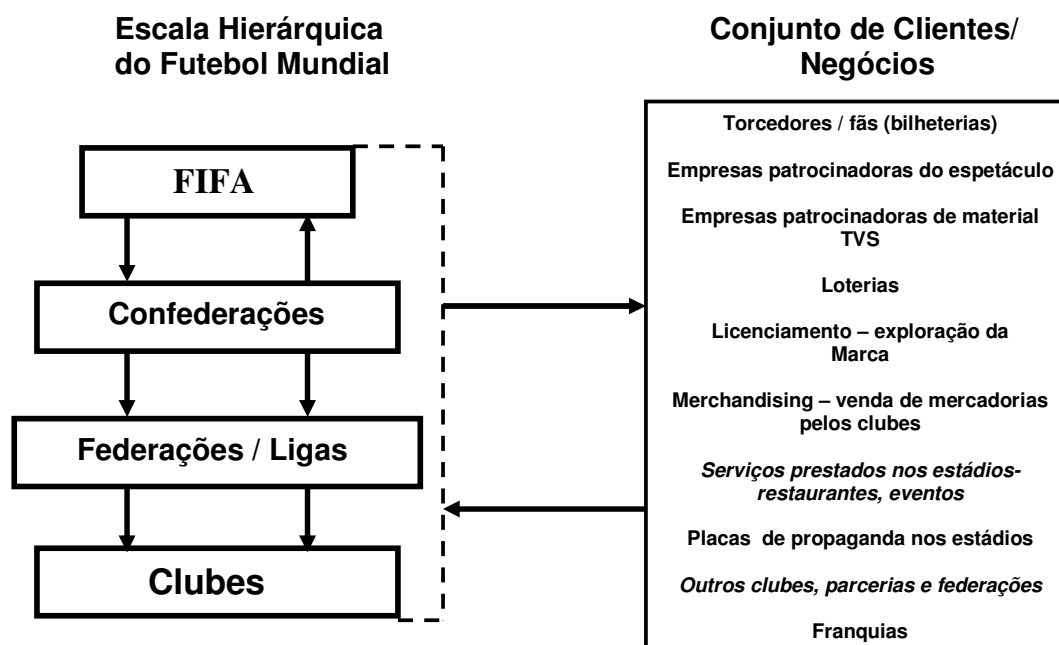 Escala Hierárquica
do Futebol Mundial
FIFA
Confederações
Federações / Ligas
Clubes
Conjunto de Clientes/
Negócios
Torcedores / fãs (bilheterias)
Empresas patrocinadoras do espetáculo
Empresas patrocinadoras de material
TVS
Loterias
Licenciamento – exploração da
Marca
Merchandising – venda de mercadorias
pelos clubes
Serviços prestados nos estádios-
restaurantes, eventos
Placas de propaganda nos estádios
Outros clubes, parcerias e federações
Franquias